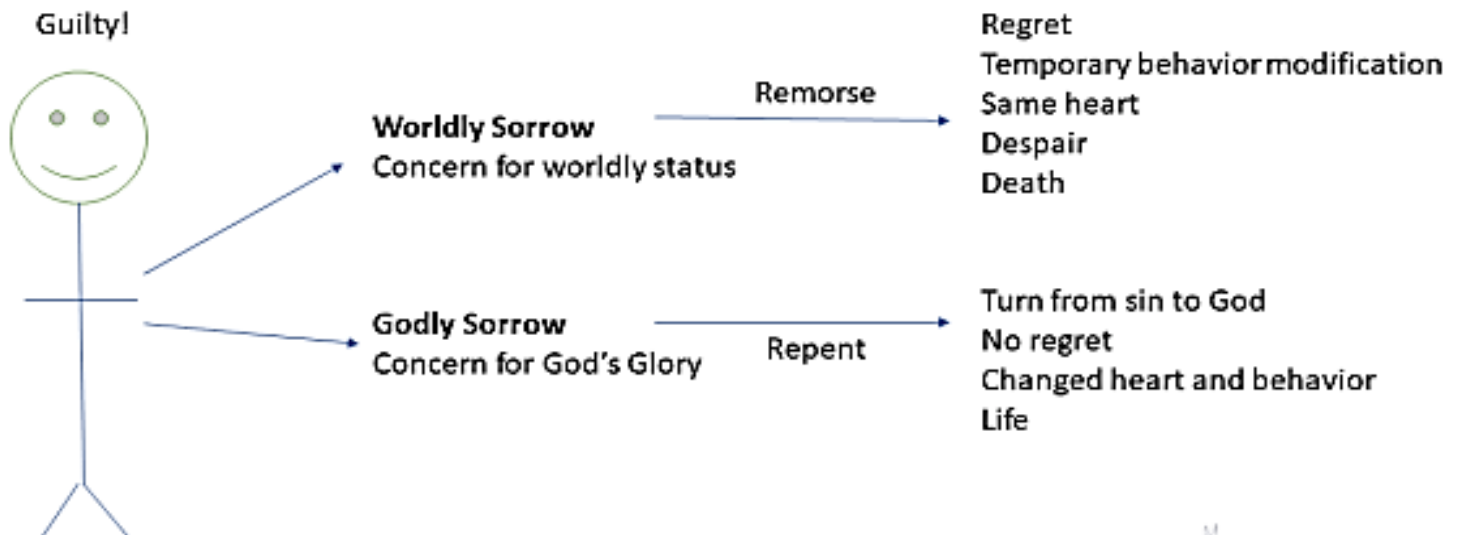 Guilty!
Worldly Sorrow
Concern for worldly status
Remorse
Regret
Temporary behavior modification
Same heart
Despair
Death
Godly Sorrow
Concern for God's Glory
Repent
Turn from sin to God
No regret
Changed heart and behavior
Life